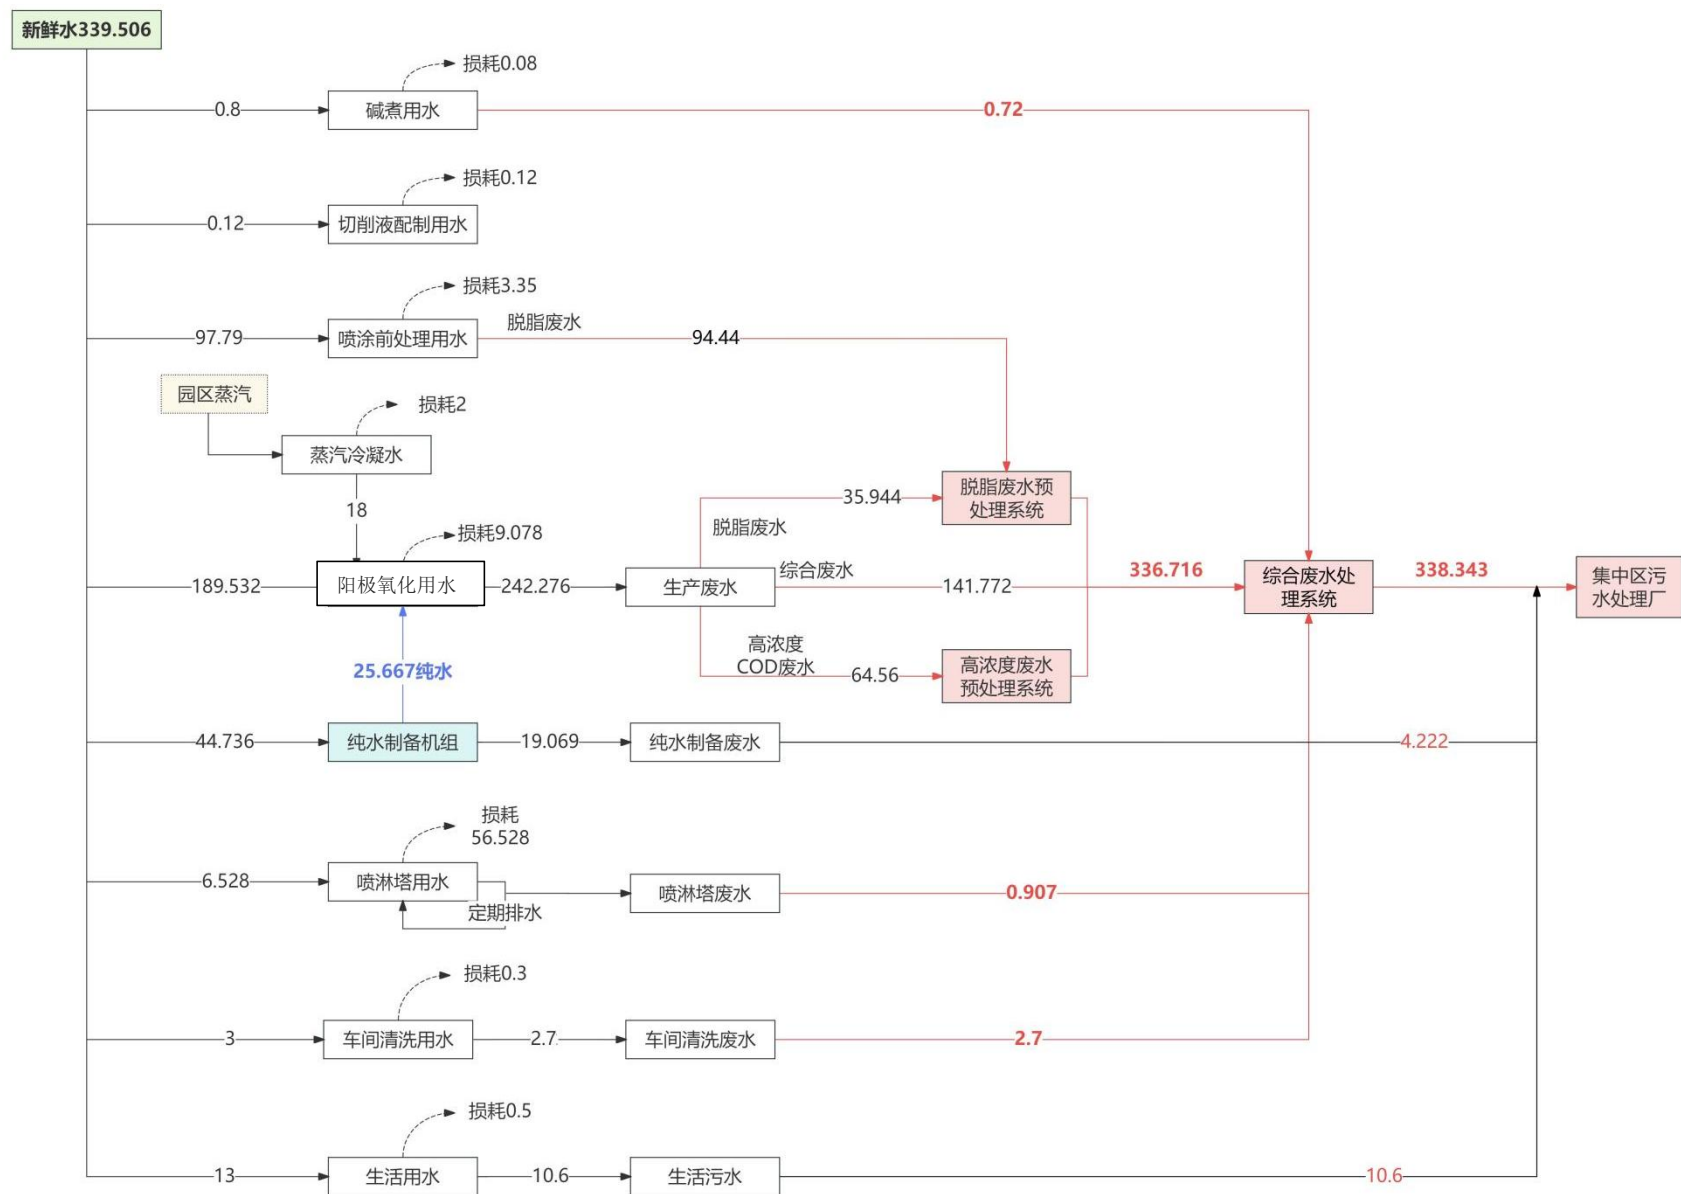 新鲜水339.506
损耗0.08
0.8
碱煮用水
0.72
损耗0.12
0.12
切削液配制用水
损耗3.35
脱脂废水
97.79
喷涂前处理用水
94.44
园区蒸汽
损耗2
蒸汽冷凝水
18
损耗9.078
189.532
阳极氧化用水
242.276
生产废水
脱脂废水
35.944
脱脂废水预
处理系统
综合废水
141.772
336.716
综合废水处
理系统
338.343
集中区污
水处理厂
高浓度
COD废水
64.56
高浓度废水
预处理系统
25.667纯水
44.736
纯水制备机组
19.069
纯水制备废水
4.222
损耗
56.528
6.528
喷淋塔用水
定期排水
喷淋塔废水
0.907
损耗0.3
3
车间清洗用水
2.7
车间清洗废水
2.7
损耗0.5
13
生活用水
10.6
生活污水
10.6